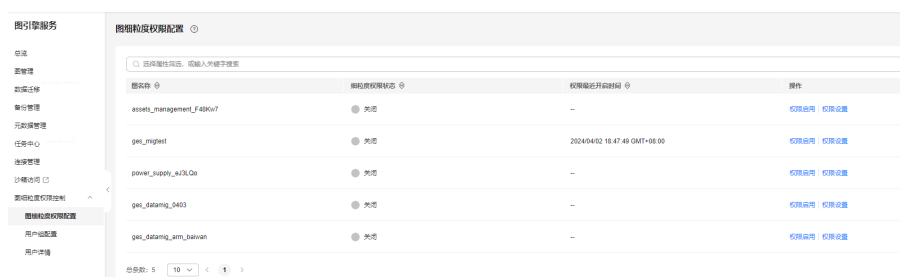 图引擎服务
总览
图管理
数据迁移
备份管理
元数据管理
任务中心
连接管理
沙箱访问
图细粒度权限控制
图细粒度权限配置
用户组配置
用户详情
图细粒度权限配置
选择属性筛选，或输入关键字搜索
图名称 细粒度权限状态 权限最近开启时间 操作
assets_management_F48Kw7 关闭 -- 权限启用 权限设置
ges_migtest 关闭 2024/04/02 18:47:49 GMT+08:00 权限启用 权限设置
power_supply_eJ3LQo 关闭 -- 权限启用 权限设置
ges_datamig_0403 关闭 -- 权限启用 权限设置
ges_datamig_arm_baiwan 关闭 -- 权限启用 权限设置
总条数：5 10 1